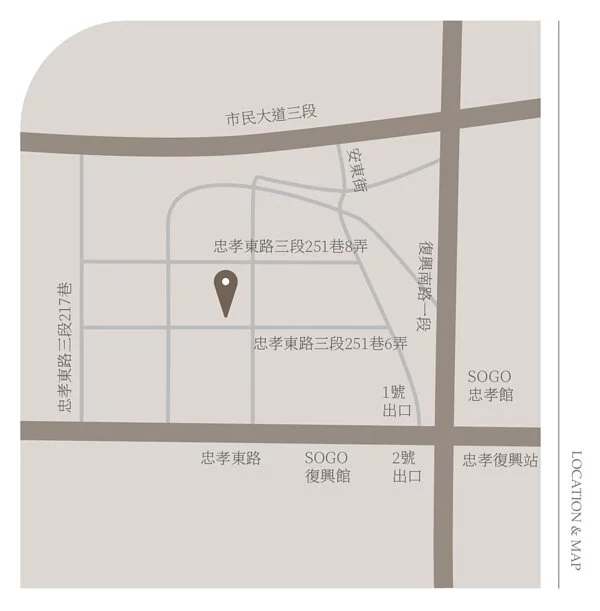 市民大道三段
安東街
忠孝東路三段251巷8弄
復興南路一段
忠孝東路三段217巷
忠孝東路三段251巷6弄
SOGO
忠孝館
1號
出口
忠孝東路
SOGO
復興館
2號
出口
忠孝復興站
LOCATION & MAP